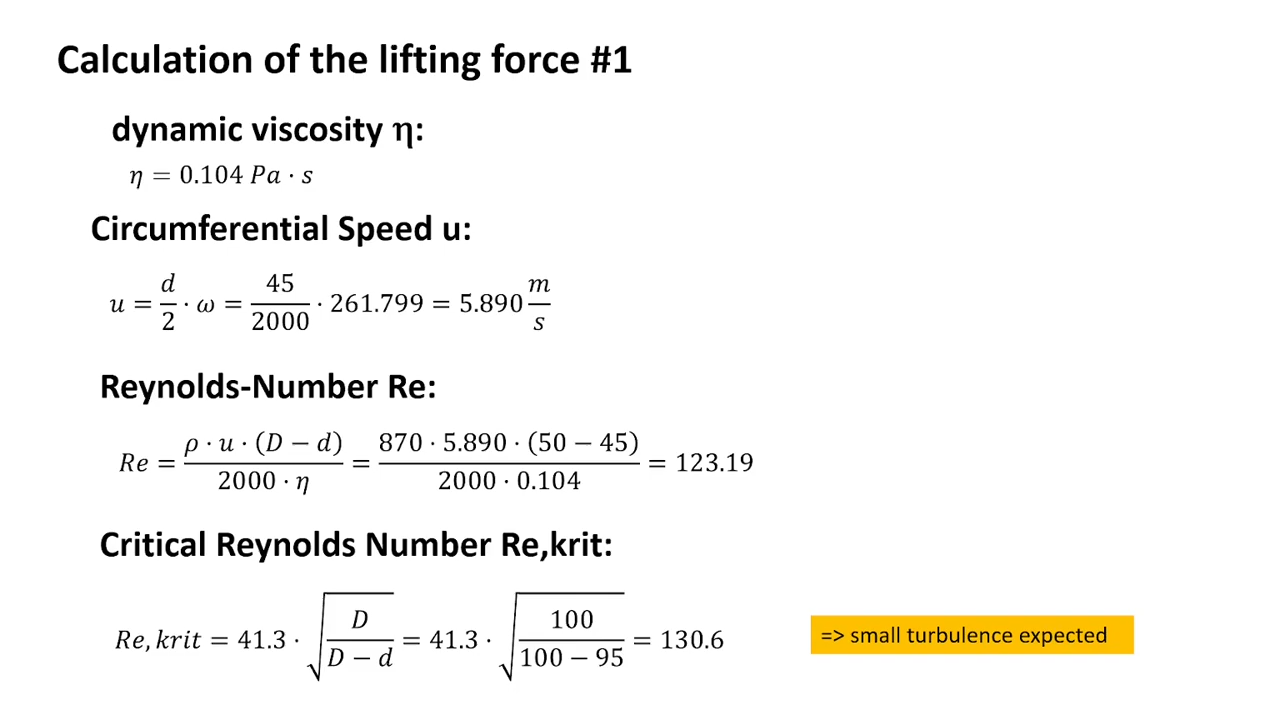 Calculation of the lifting force #1
dynamic viscosity η:
η = 0.104 Pa · s
Circumferential Speed u:
u = d/2 · ω = 45/2000 · 261.799 = 5.890 m/s
Reynolds-Number Re:
Re = ρ · u · (D − d)/2000 · η = 870 · 5.890 · (50 − 45)/2000 · 0.104 = 123.19
Critical Reynolds Number Re,krit:
Re, krit = 41.3 · √D/D − d = 41.3 · √100/100 − 95 = 130.6
=> small turbulence expected